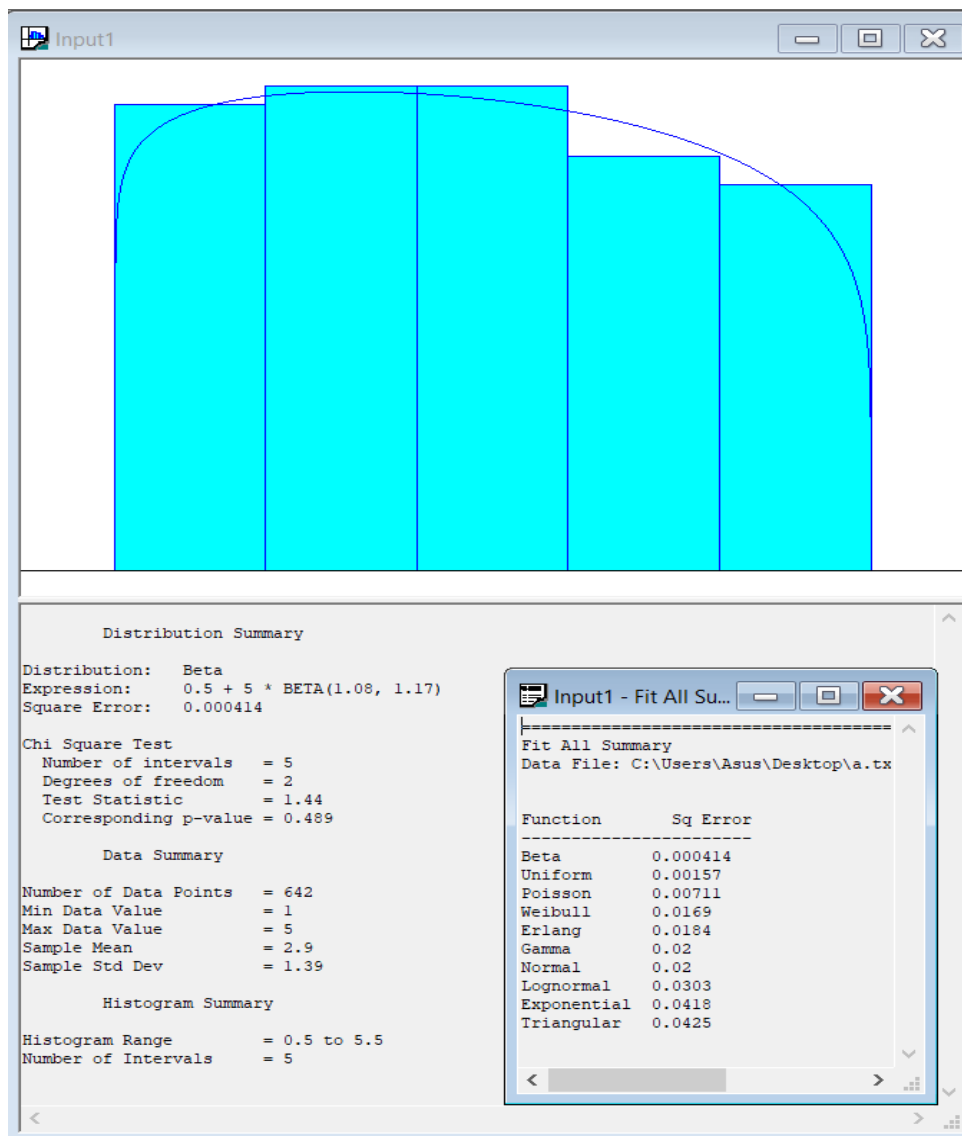 Input1
Distribution Summary
Distribution: Beta
Expression: 0.5 + 5 * BETA(1.08, 1.17)
Square Error: 0.000414
Chi Square Test
Number of intervals = 5
Degrees of freedom = 2
Test Statistic = 1.44
Corresponding p-value = 0.489
Data Summary
Number of Data Points = 642
Min Data Value = 1
Max Data Value = 5
Sample Mean = 2.9
Sample Std Dev = 1.39
Histogram Summary
Histogram Range = 0.5 to 5.5
Number of Intervals = 5
Input1 - Fit All Su...
=======================================
Fit All Summary
Data File: C:\Users\Asus\Desktop\a.tx
Function Sq Error
------------------------
Beta 0.000414
Uniform 0.00157
Poisson 0.00711
Weibull 0.0169
Erlang 0.0184
Gamma 0.02
Normal 0.02
Lognormal 0.0303
Exponential 0.0418
Triangular 0.0425